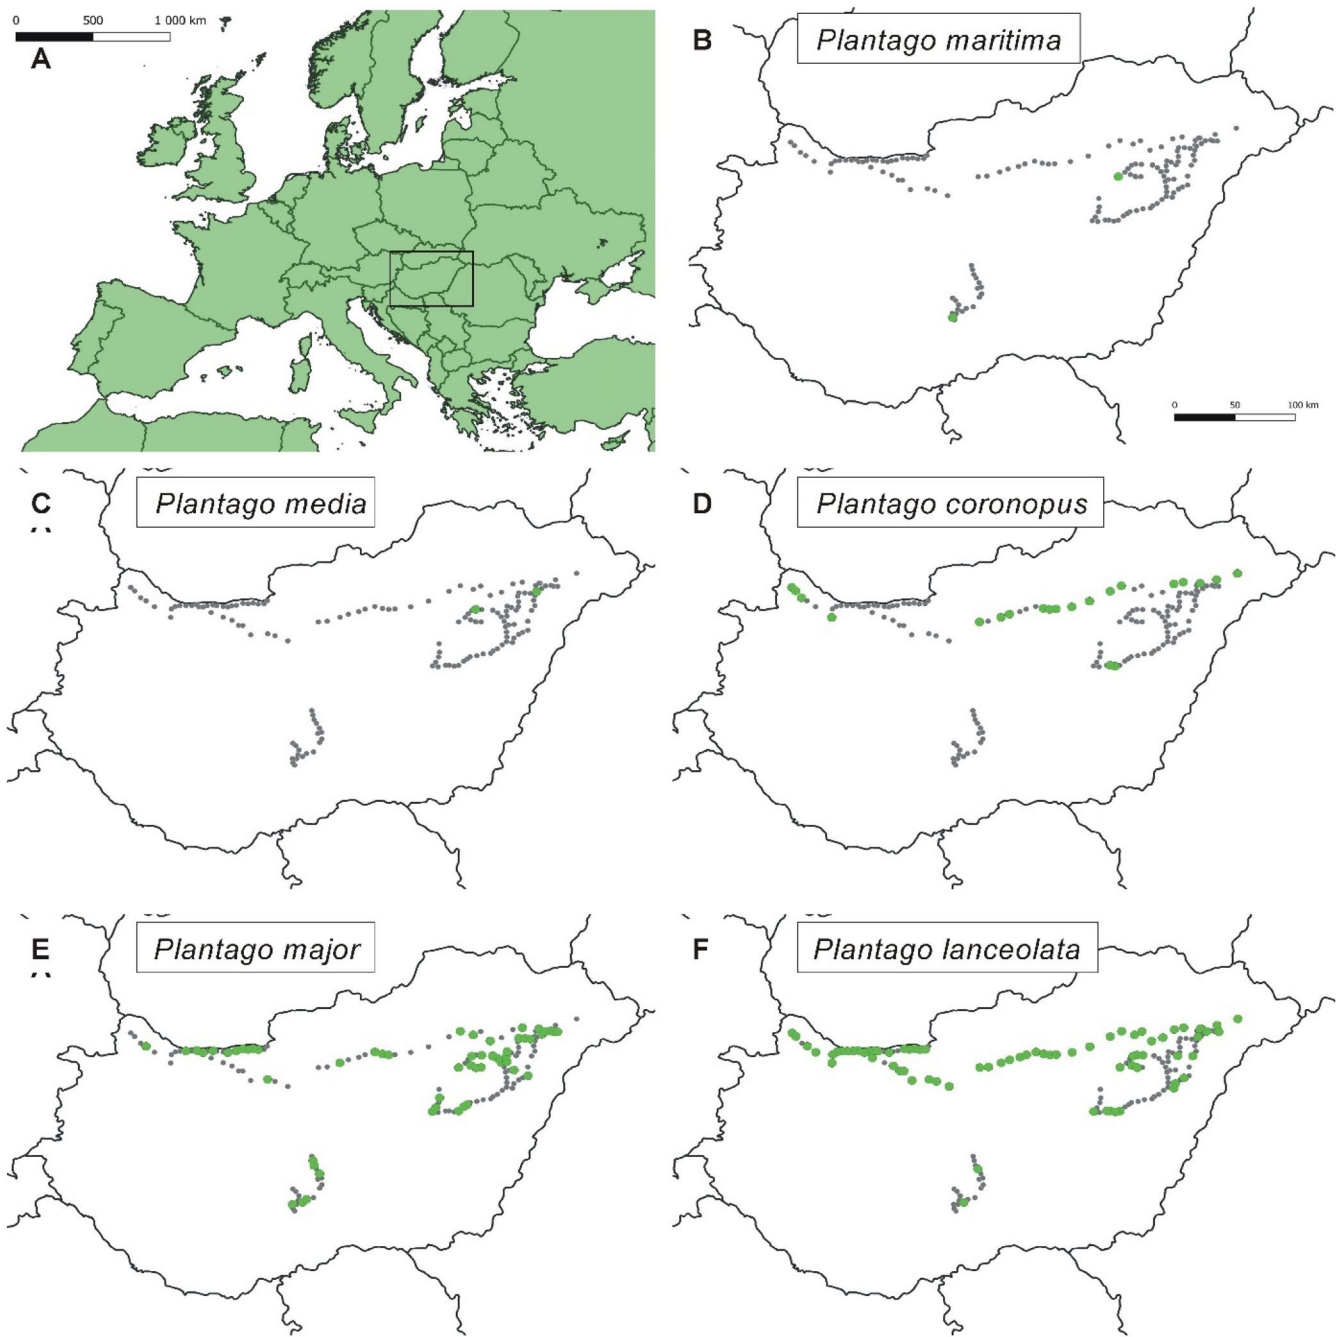 0 500 1 000 km
A
B
Plantago maritima
0 50 100 km
C
Plantago media
D
Plantago coronopus
E
Plantago major
F
Plantago lanceolata